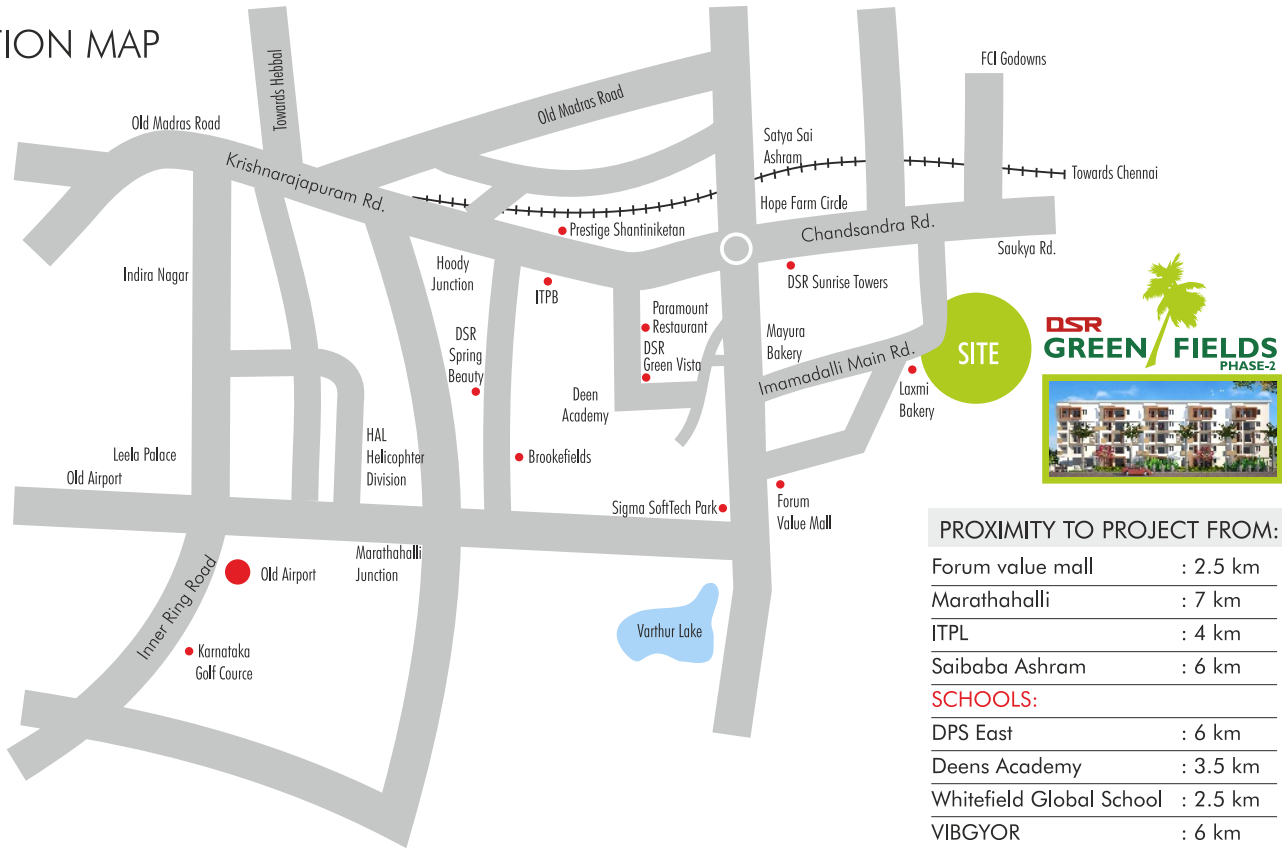 TION MAP
FCI Godowns
Towards Hebbal
Old Madras Road
Old Madras Road
Satya Sai
Ashram
Krishnarajapuram Rd.
Towards Chennai
Hope Farm Circle
Chandsandra Rd.
Prestige Shantiniketan
Saukya Rd.
Indira Nagar
Hoody
Junction
ITPB
DSR Sunrise Towers
Paramount
Restaurant
DSR
Green Vista
DSR
Spring
Beauty
Mayura
Bakery
Imamadalli Main Rd.
SITE
DSR
GREEN FIELDS
PHASE-2
Deen
Academy
Laxmi
Bakery
HAL
Helicophter
Division
Leela Palace
Old Airport
Brookefields
Sigma SoftTech Park
Forum
Value Mall
Marathahalli
Junction
Old Airport
Inner Ring Road
Karnataka
Golf Cource
Varthur Lake
PROXIMITY TO PROJECT FROM:
Forum value mall : 2.5 km
Marathahalli : 7 km
ITPL : 4 km
Saibaba Ashram : 6 km
SCHOOLS:
DPS East : 6 km
Deens Academy : 3.5 km
Whitefield Global School : 2.5 km
VIBGYOR : 6 km